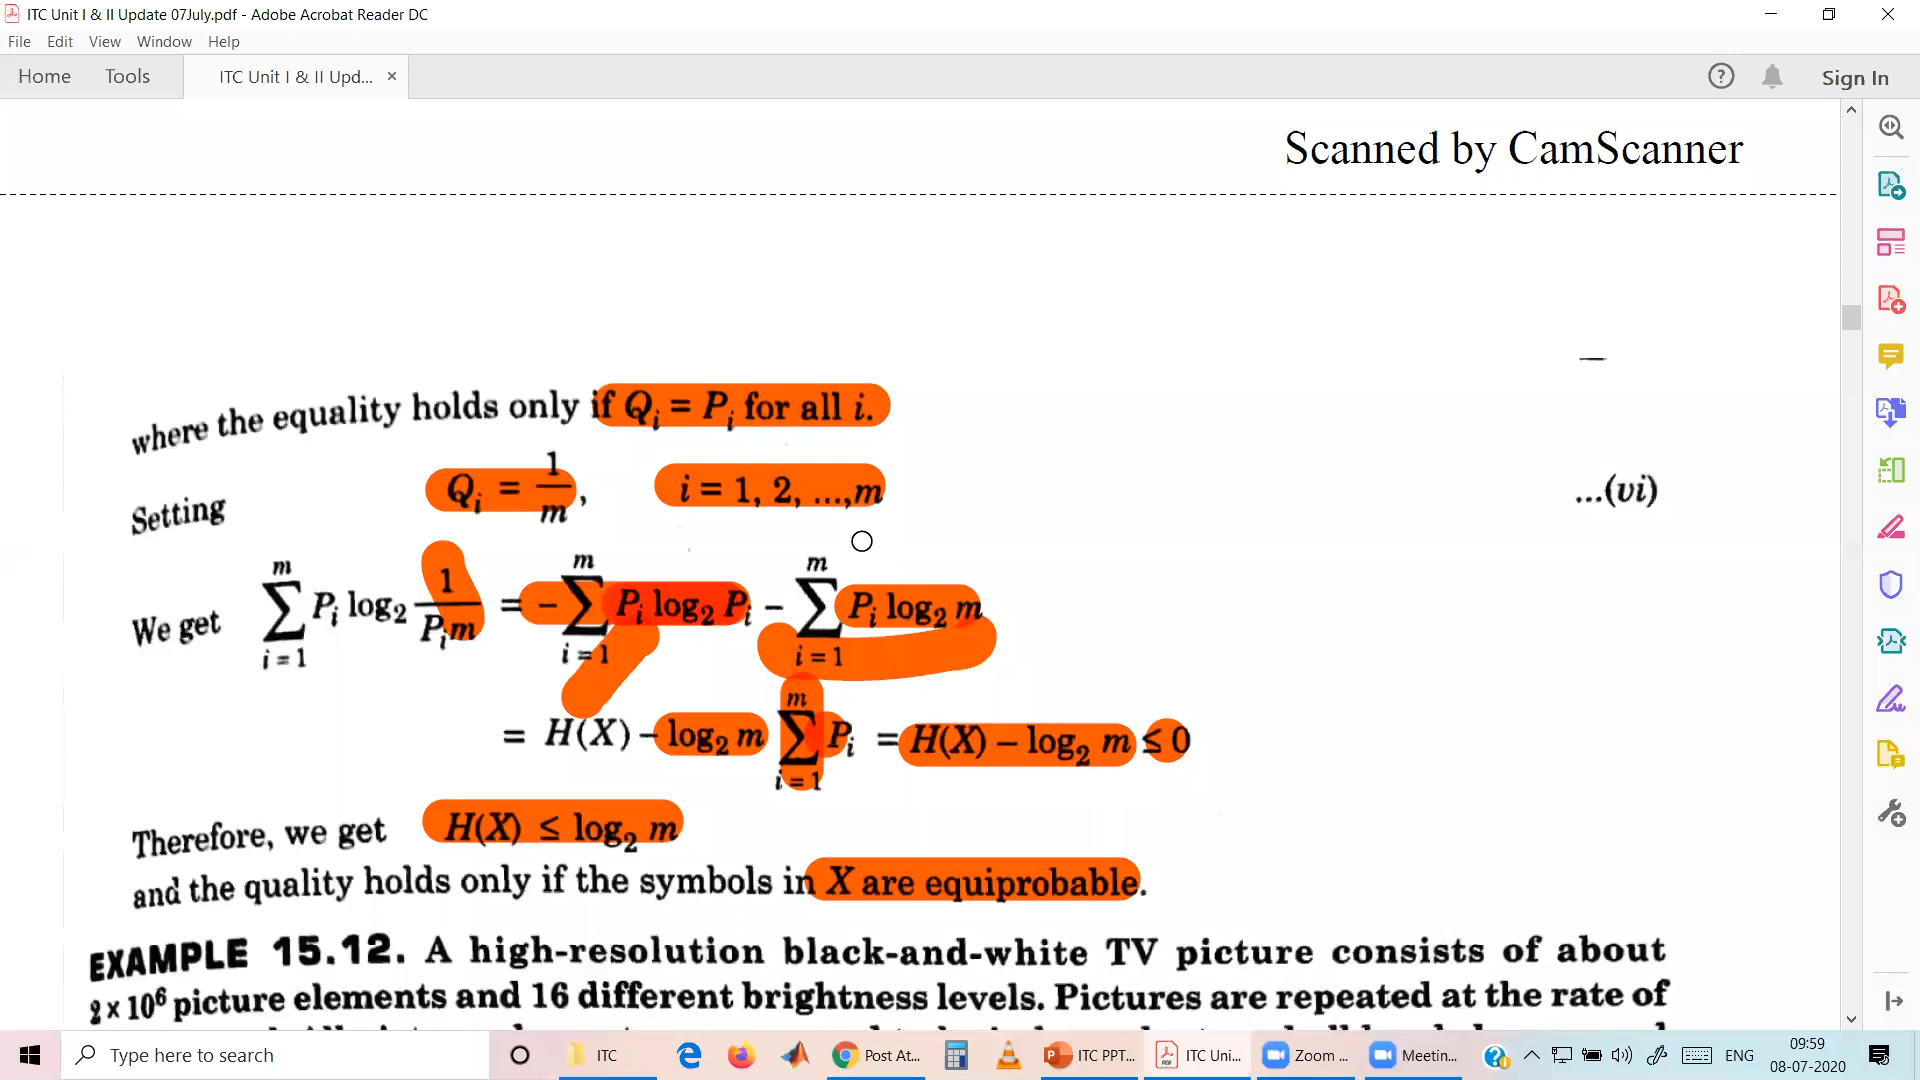 ITC Unit I & II Update 07July.pdf - Adobe Acrobat Reader DC
File Edit View Window Help
Home Tools ITC Unit I & II Upd... × Sign In
Scanned by CamScanner
where the equality holds only if Qᵢ = Pᵢ for all i.
Setting Qᵢ = 1/m, i = 1, 2, ...,m ...(vi)
We get ∑_{i=1}^{m} Pᵢ log₂ 1/(Pᵢm) = – ∑_{i=1}^{m} Pᵢ log₂ Pᵢ – ∑_{i=1}^{m} Pᵢ log₂ m
= H(X) – log₂ m ∑_{i=1}^{m} Pᵢ = H(X) – log₂ m ≤ 0
Therefore, we get H(X) ≤ log₂ m
and the quality holds only if the symbols in X are equiprobable.
EXAMPLE 15.12. A high-resolution black-and-white TV picture consists of about
2 × 10⁶ picture elements and 16 different brightness levels. Pictures are repeated at the rate of
Type here to search ITC Post At... ITC PPT... ITC Uni... Zoom ... Meetin... ENG 09:59
08-07-2020